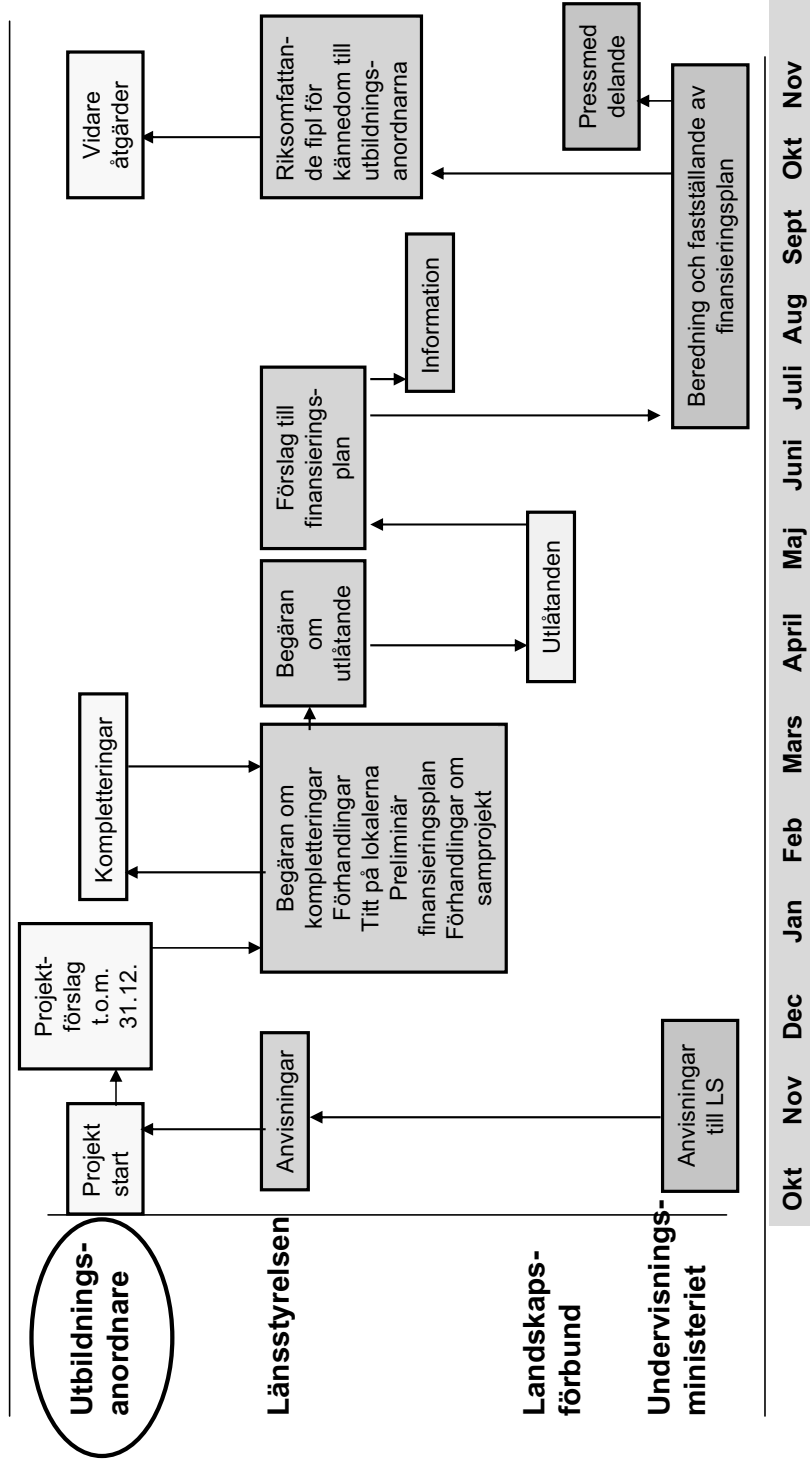 Utbildnings-
anordnare
Projekt
start
Projekt-
förslag
t.o.m.
31.12.
Kompletteringar
Vidare
åtgärder
Länsstyrelsen
Anvisningar
Begäran om
kompletteringar
Förhandlingar
Titt på lokalerna
Preliminär
finansieringsplan
Förhandlingar om
samprojekt
Begäran
om
utlåtande
Förslag till
finansierings-
plan
Riksomfattan-
de fipl för
kännedom till
utbildnings-
anordnarna
Information
Landskaps-
förbund
Utlåtanden
Undervisnings-
ministeriet
Anvisningar
till LS
Beredning och fastställande av
finansieringsplan
Pressmed
delande
Okt Nov Dec Jan Feb Mars April Maj Juni Juli Aug Sept Okt Nov